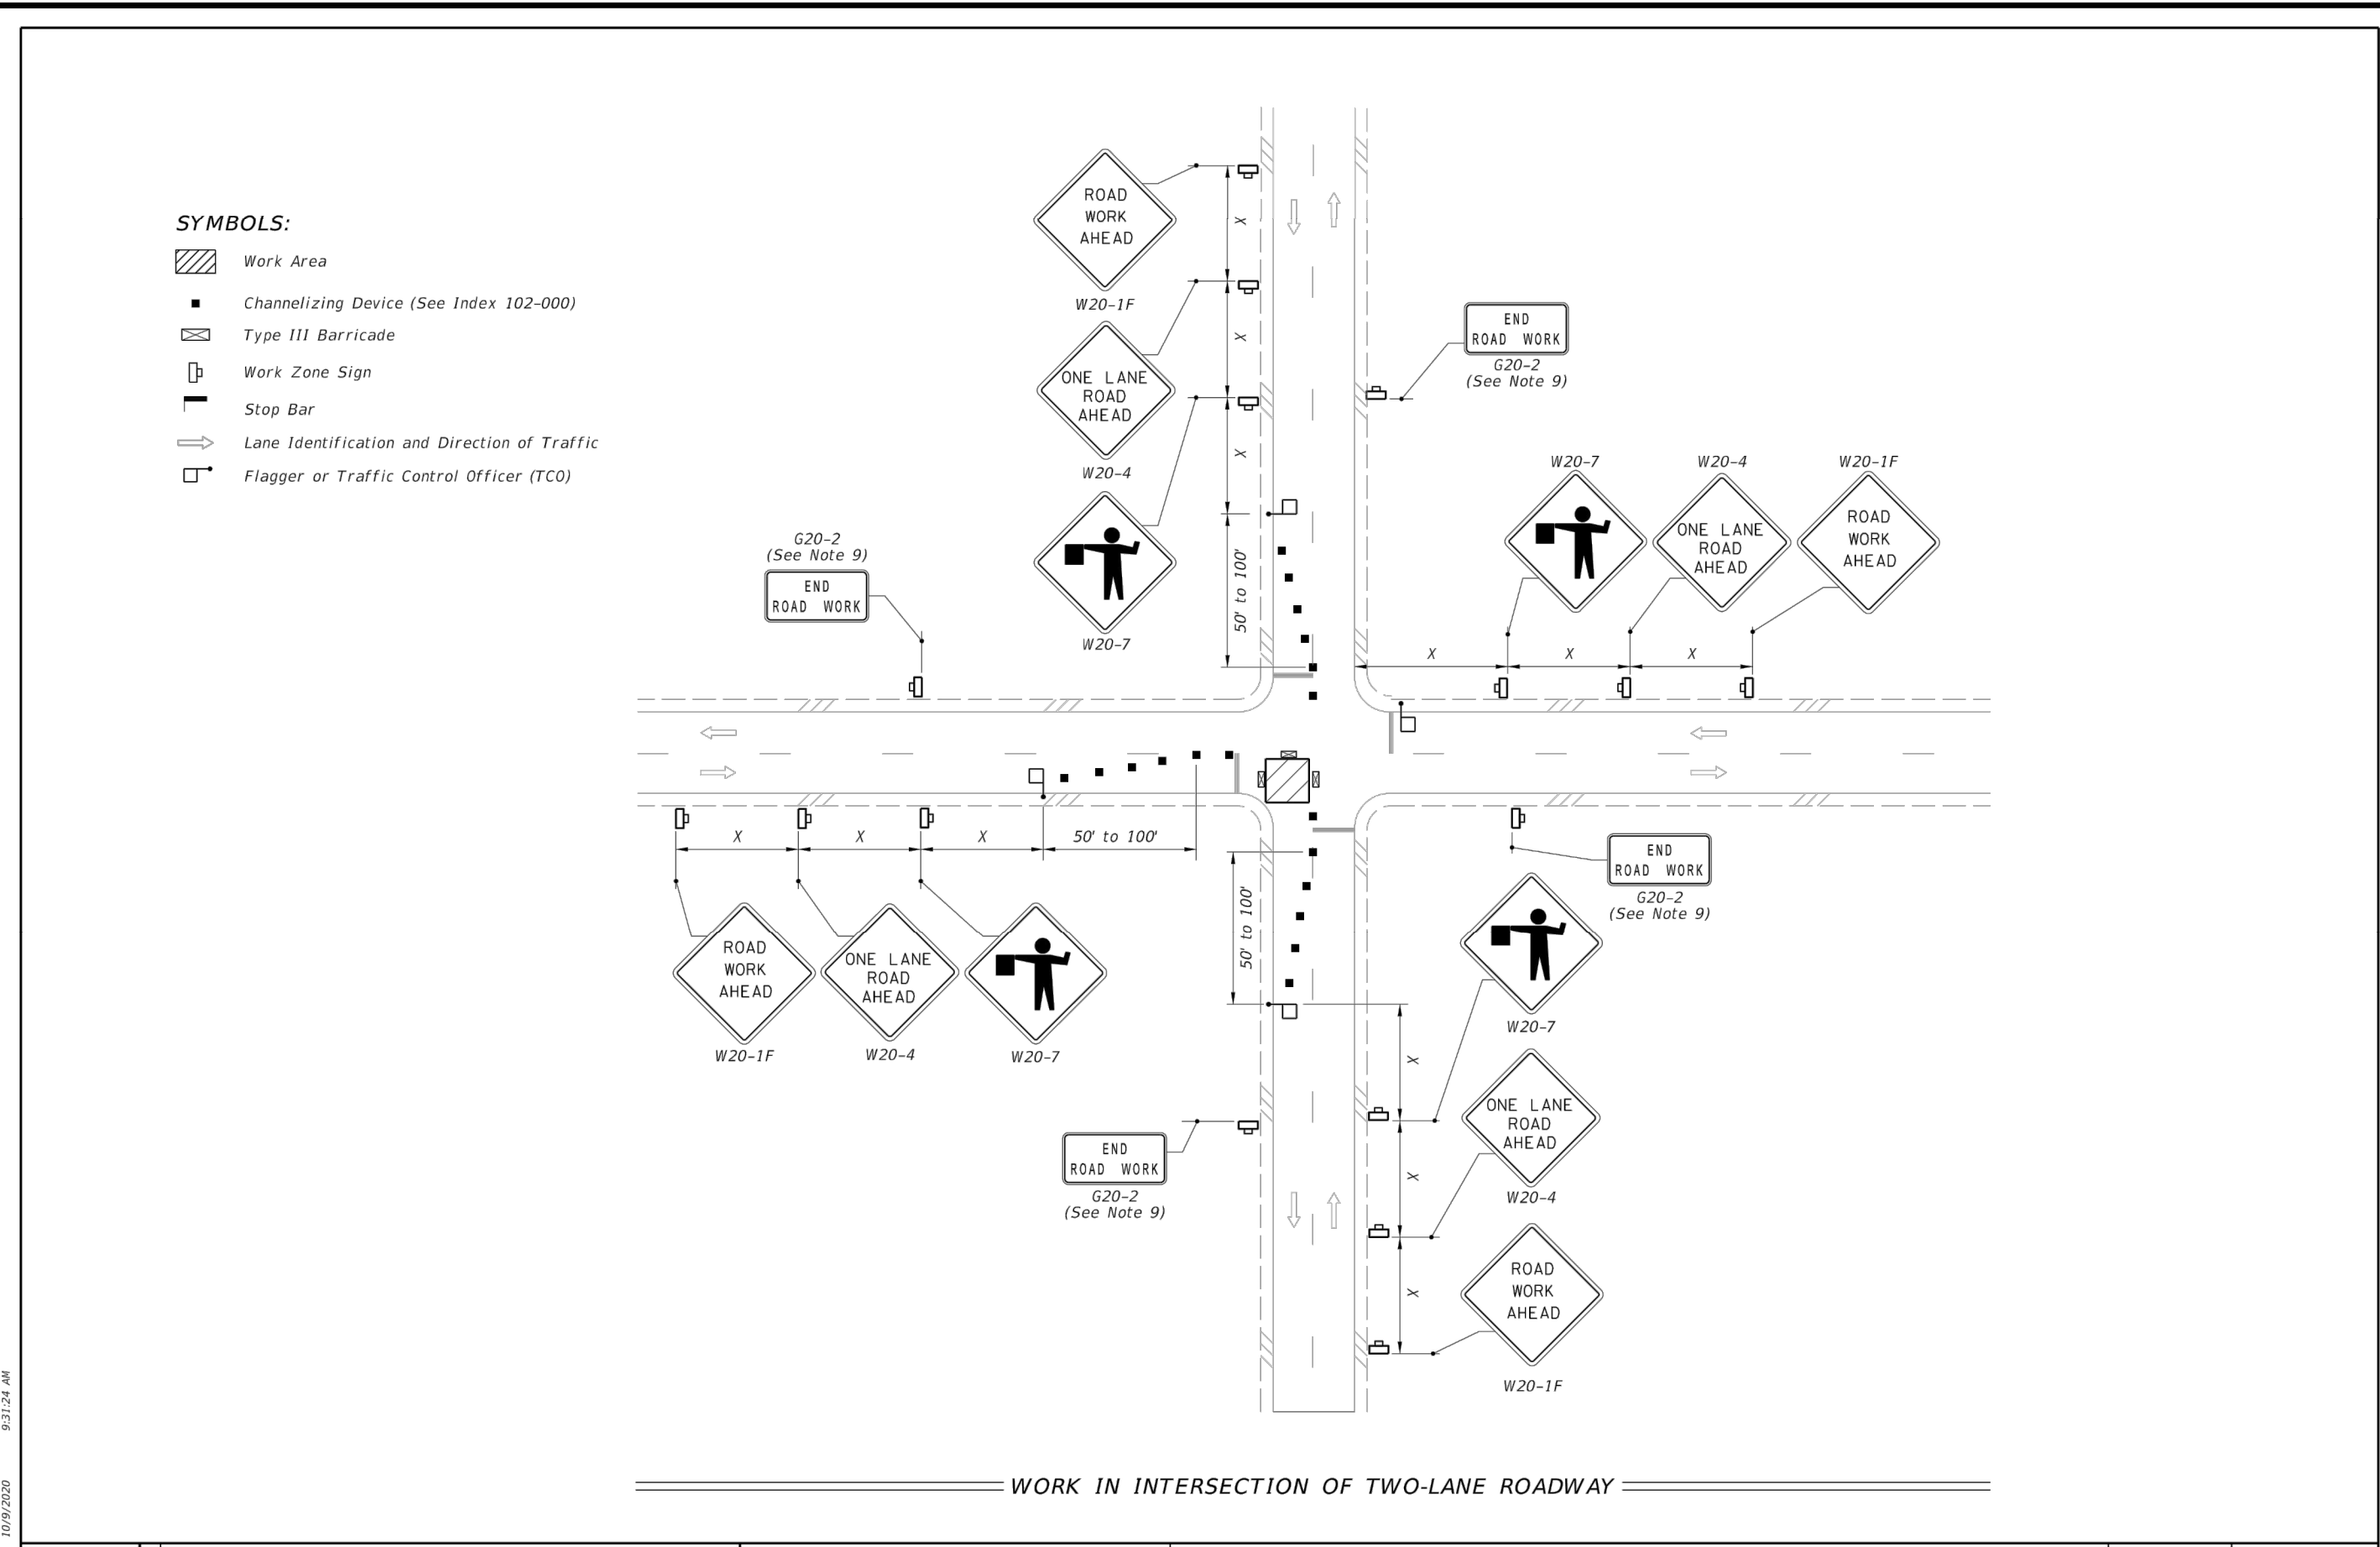 SYMBOLS:
Work Area
Channelizing Device (See Index 102-000)
Type III Barricade
Work Zone Sign
Stop Bar
Lane Identification and Direction of Traffic
Flagger or Traffic Control Officer (TCO)
ROAD
WORK
AHEAD
W20-1F
X
ONE LANE
ROAD
AHEAD
W20-4
X
W20-7
X
50' to 100'
END
ROAD WORK
G20-2
(See Note 9)
G20-2
(See Note 9)
END
ROAD WORK
W20-7
W20-4
W20-1F
ONE LANE
ROAD
AHEAD
ROAD
WORK
AHEAD
X
X
X
X
X
X
50' to 100'
ROAD
WORK
AHEAD
W20-1F
ONE LANE
ROAD
AHEAD
W20-4
W20-7
50' to 100'
END
ROAD WORK
G20-2
(See Note 9)
END
ROAD WORK
G20-2
(See Note 9)
X
W20-7
X
ONE LANE
ROAD
AHEAD
W20-4
X
ROAD
WORK
AHEAD
W20-1F
WORK IN INTERSECTION OF TWO-LANE ROADWAY
10/9/2020 9:31:24 AM